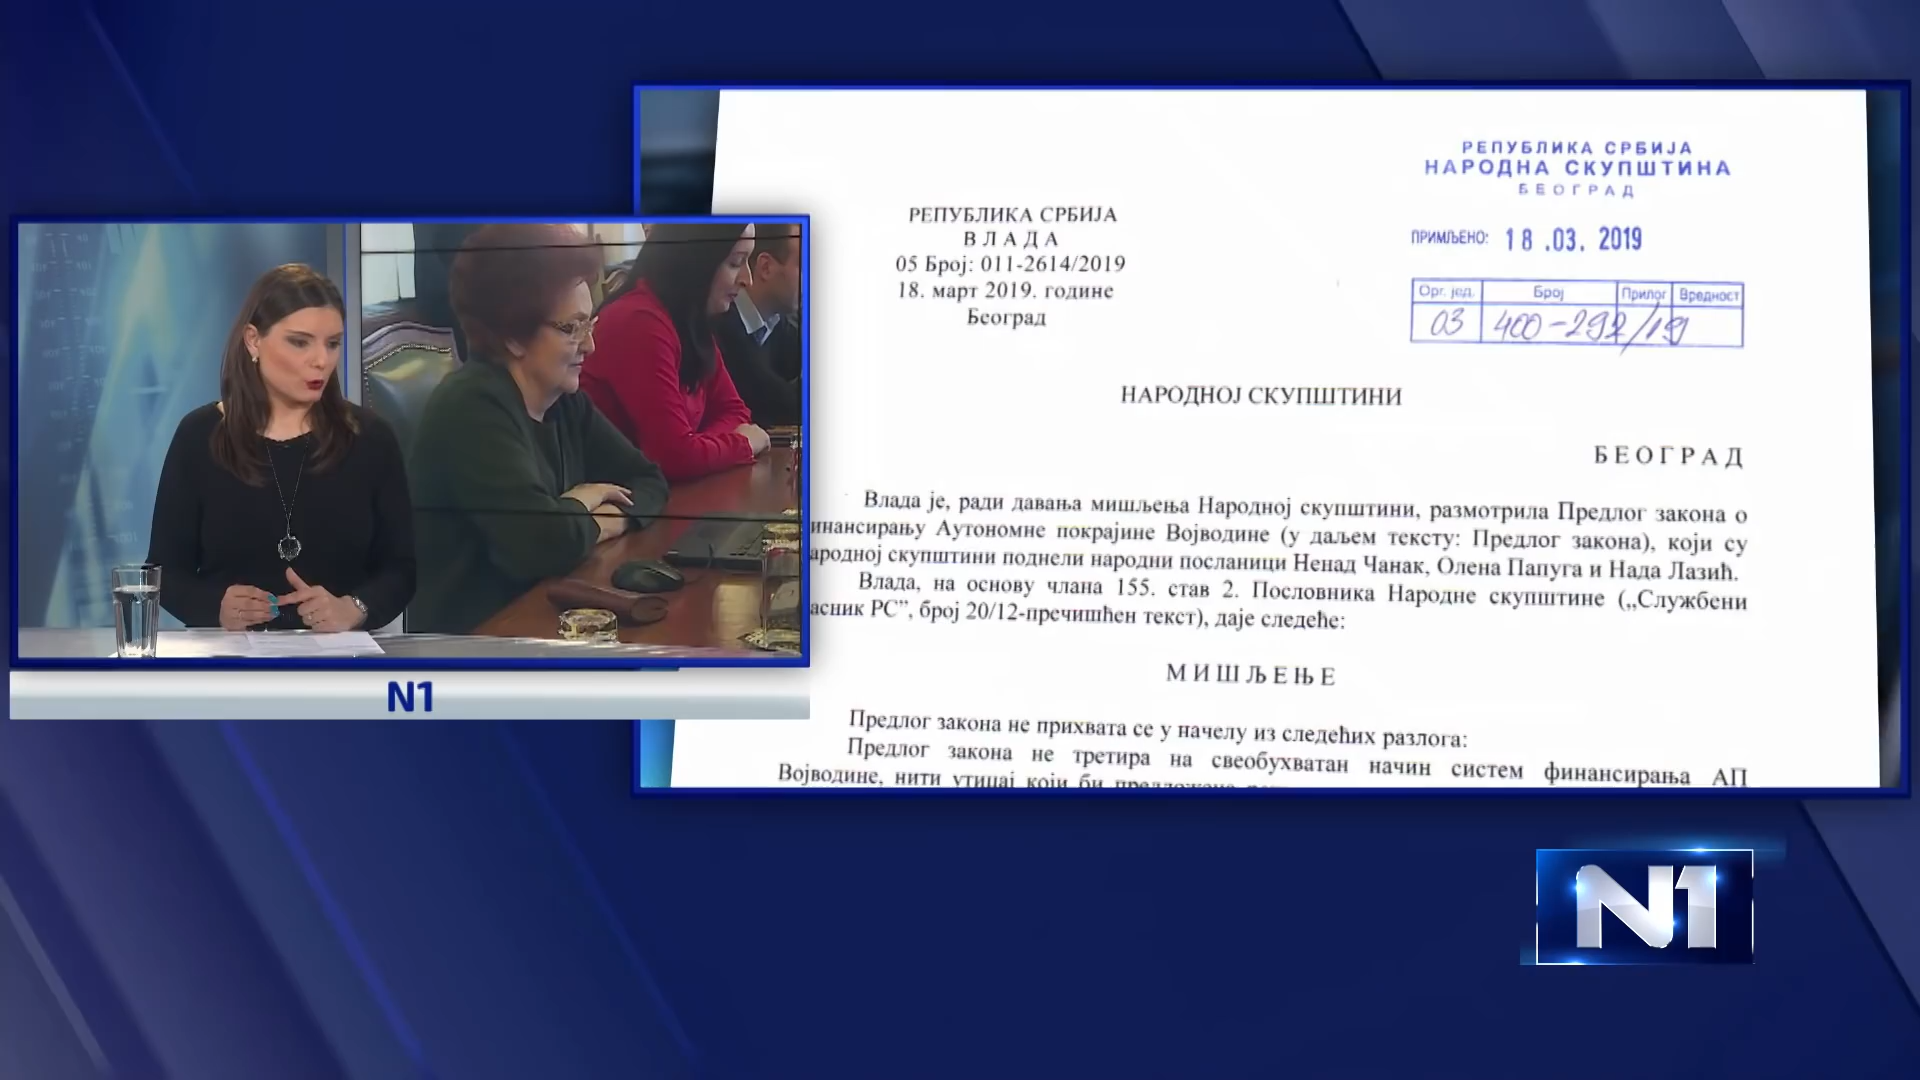 РЕПУБЛИКА СРБИЈА
НАРОДНА СКУПШТИНА
БЕОГРАД
ПРИМЉЕНО: 18.03. 2019
Орг. јед. Број Прилог Вредност
03 400-292/19
РЕПУБЛИКА СРБИЈА
ВЛАДА
05 Број: 011-2614/2019
18. март 2019. године
Београд
НАРОДНОЈ СКУПШТИНИ
БЕОГРАД
Влада је, ради давања мишљења Народној скупштини, размотрила Предлог закона о
инансирању Аутономне покрајине Војводине (у даљем тексту: Предлог закона), који су
ародној скупштини поднели народни посланици Ненад Чанак, Олена Папуга и Нада Лазић.
Влада, на основу члана 155. став 2. Пословника Народне скупштине („Службени
асник РС”, број 20/12-пречишћен текст), даје следеће:
МИШЉЕЊЕ
Предлог закона не прихвата се у начелу из следећих разлога:
Предлог закона не третира на свеобухватан начин систем финансирања АП
Војводине, нити утицај који би
N1
N1